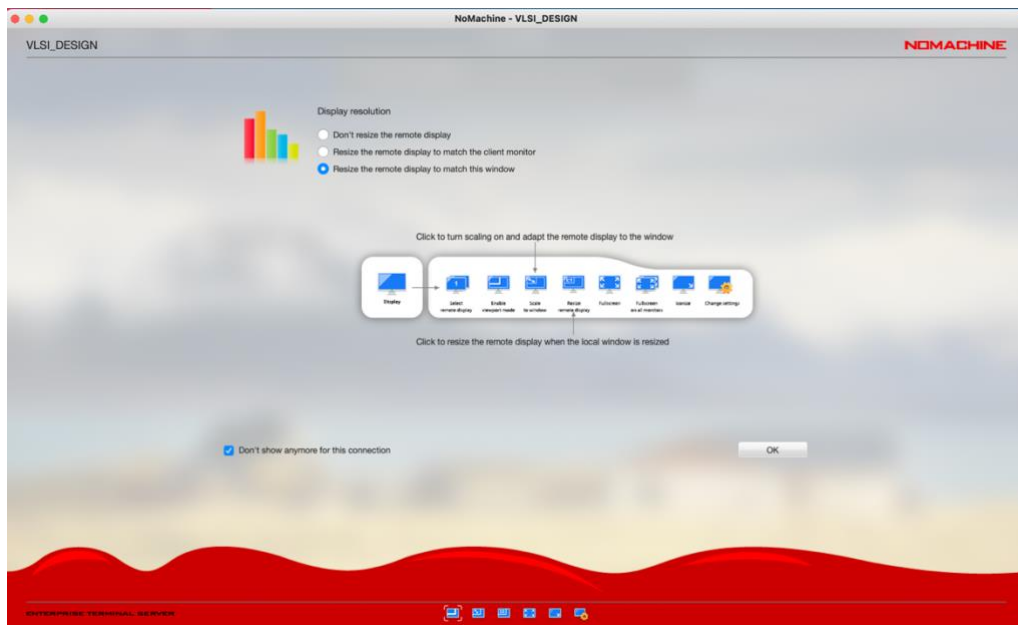 NoMachine - VLSI_DESIGN
VLSI_DESIGN
NOMACHINE
Display resolution
Don't resize the remote display
Resize the remote display to match the client monitor
Resize the remote display to match this window
Click to turn scaling on and adapt the remote display to the window
Display
Select remote display
Enable viewport mode
Scale to window
Resize remote display
Fullscreen
Fullscreen on all monitors
Iconize
Change settings
Click to resize the remote display when the local window is resized
Don't show anymore for this connection
OK
ENTERPRISE TERMINAL SERVER